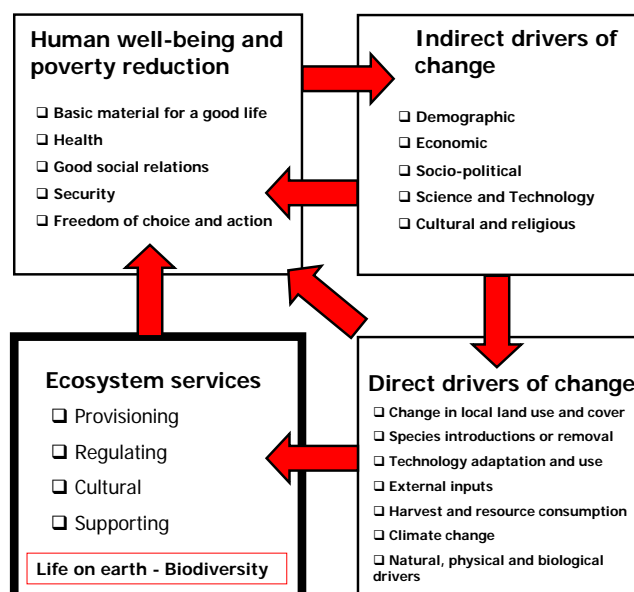 Human well-being and
poverty reduction
❑ Basic material for a good life
❑ Health
❑ Good social relations
❑ Security
❑ Freedom of choice and action
Indirect drivers of
change
❑ Demographic
❑ Economic
❑ Socio-political
❑ Science and Technology
❑ Cultural and religious
Ecosystem services
❑ Provisioning
❑ Regulating
❑ Cultural
❑ Supporting
Life on earth - Biodiversity
Direct drivers of change
❑ Change in local land use and cover
❑ Species introductions or removal
❑ Technology adaptation and use
❑ External inputs
❑ Harvest and resource consumption
❑ Climate change
❑ Natural, physical and biological
drivers